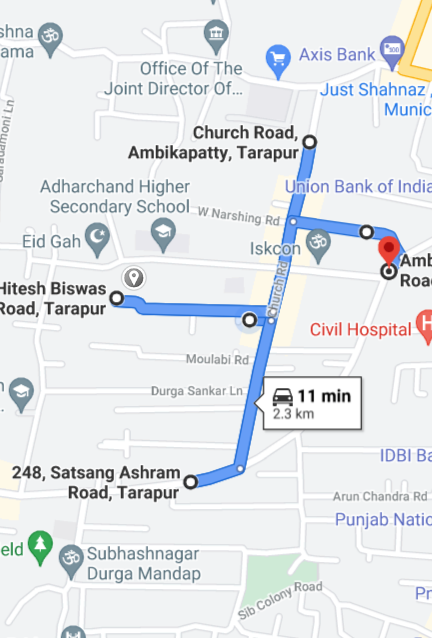 shna
ama
Office Of The
Joint Director Of...
Axis Bank
Just Shahnaz
Munic
Church Road,
Ambikapatty, Tarapur
Union Bank of India
Adharchand Higher
Secondary School
W Narshing Rd
Eid Gah
Iskcon
Amb
Road
Hitesh Biswas
Road, Tarapur
Church Rd
Civil Hospital
H
Moulabi Rd
Durga Sankar Ln
11 min
2.3 km
248, Satsang Ashram
Road, Tarapur
IDBI Ba
Arun Chandra Rd
Punjab Natio
eld
Subhashnagar
Durga Mandap
Sib Colony Road
Pr